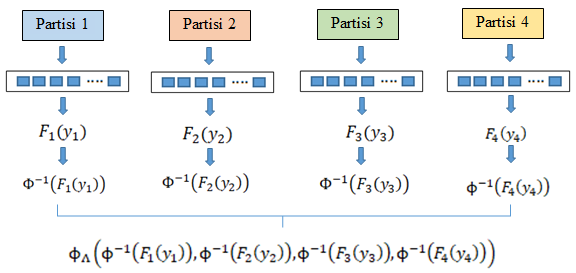 Partisi 1 Partisi 2 Partisi 3 Partisi 4
F₁(y₁) F₂(y₂) F₃(y₃) F₄(y₄)
Φ⁻¹(F₁(y₁)) Φ⁻¹(F₂(y₂)) Φ⁻¹(F₃(y₃)) ϕ⁻¹(F₄(y₄))
ϕ_Λ(ϕ⁻¹(F₁(y₁)),ϕ⁻¹(F₂(y₂)),ϕ⁻¹(F₃(y₃)),ϕ⁻¹(F₄(y₄)))